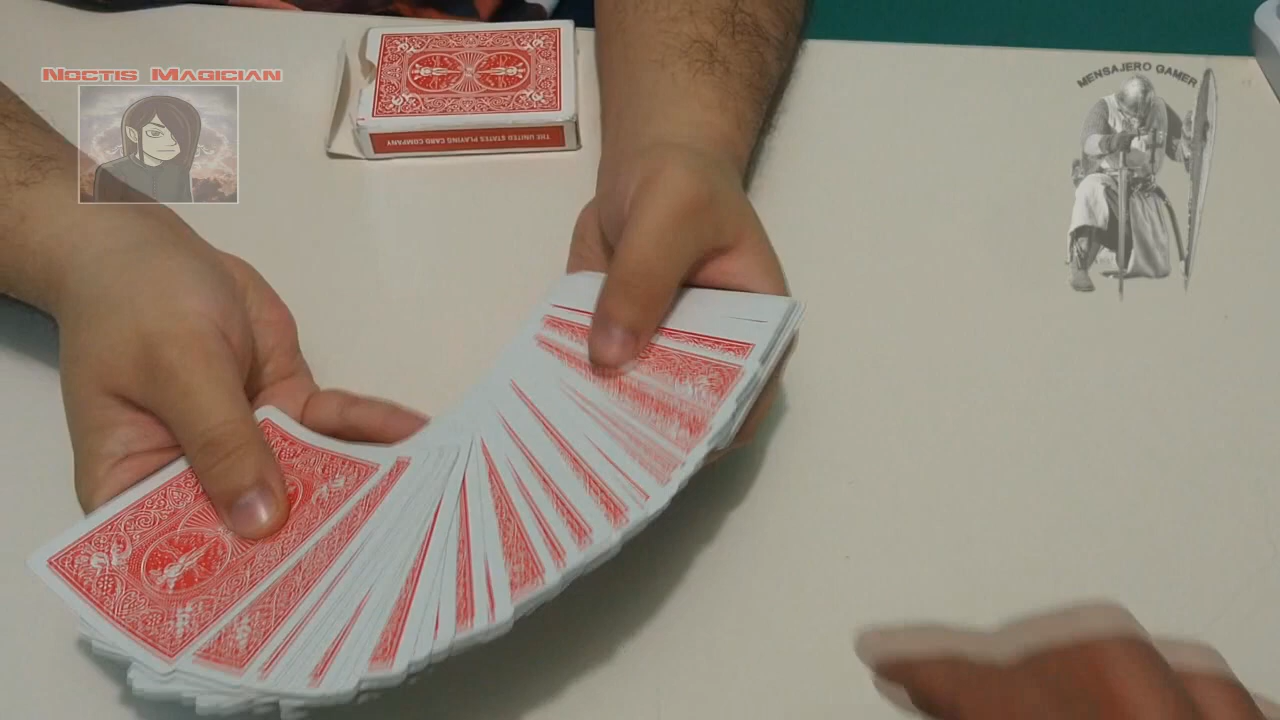 Noctis Magician
MENSAJERO GAMER
THE UNITED STATES PLAYING CARD COMPANY